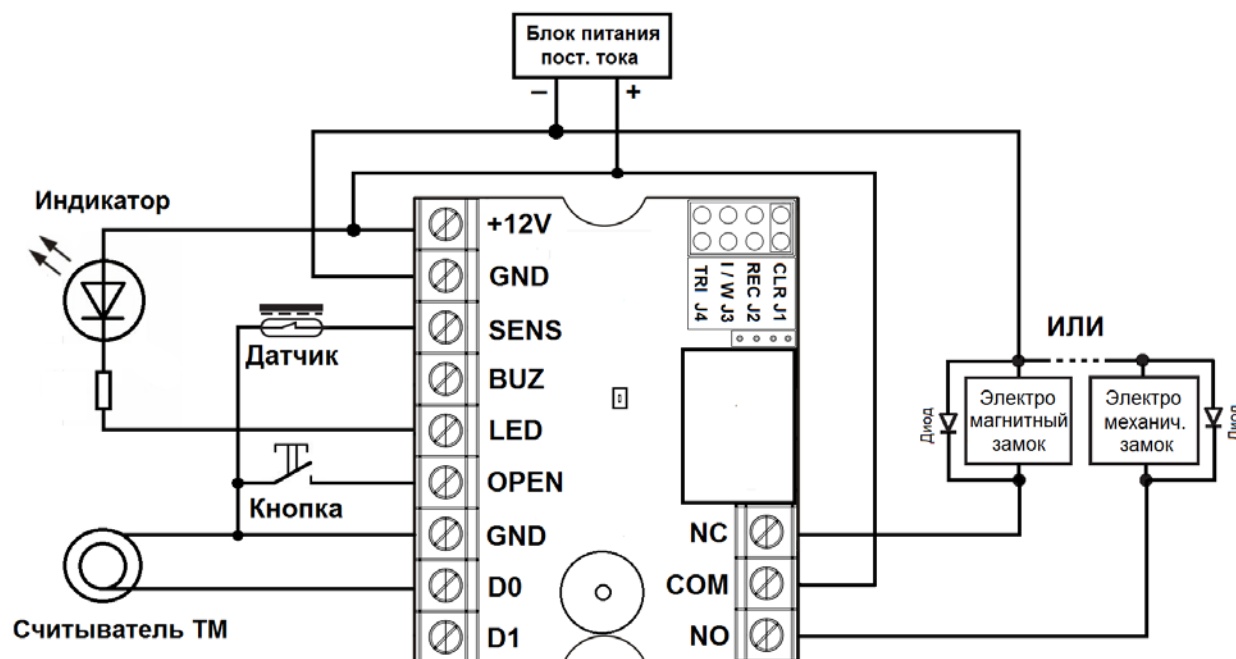 Блок питания
пост. тока
– +
Индикатор
+12V
GND
SENS
Датчик
BUZ
LED
OPEN
Кнопка
GND
D0
Считыватель ТМ
D1
CLR J1
REC J2
I / W J3
TRI J4
ИЛИ
Диод
Электро
магнитный
замок
Электро
механич.
замок
Диод
NC
COM
NO